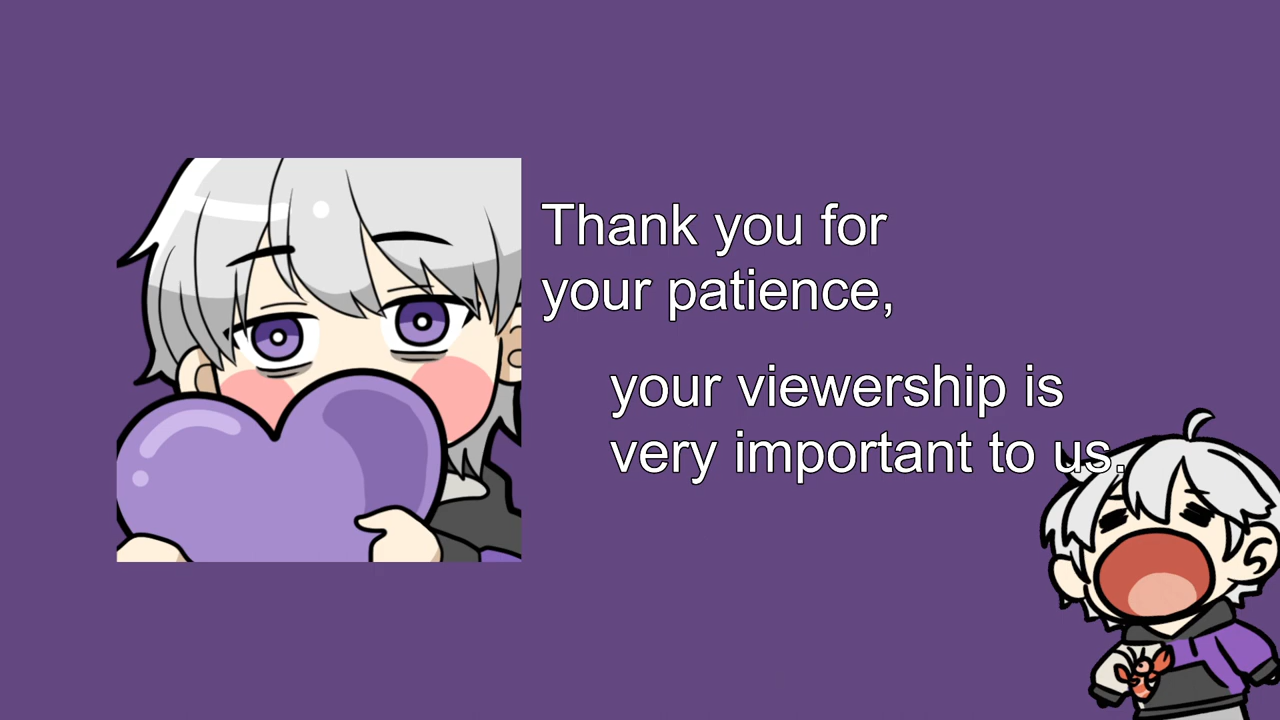 Thank you for
your patience,
your viewership is
very important to us.